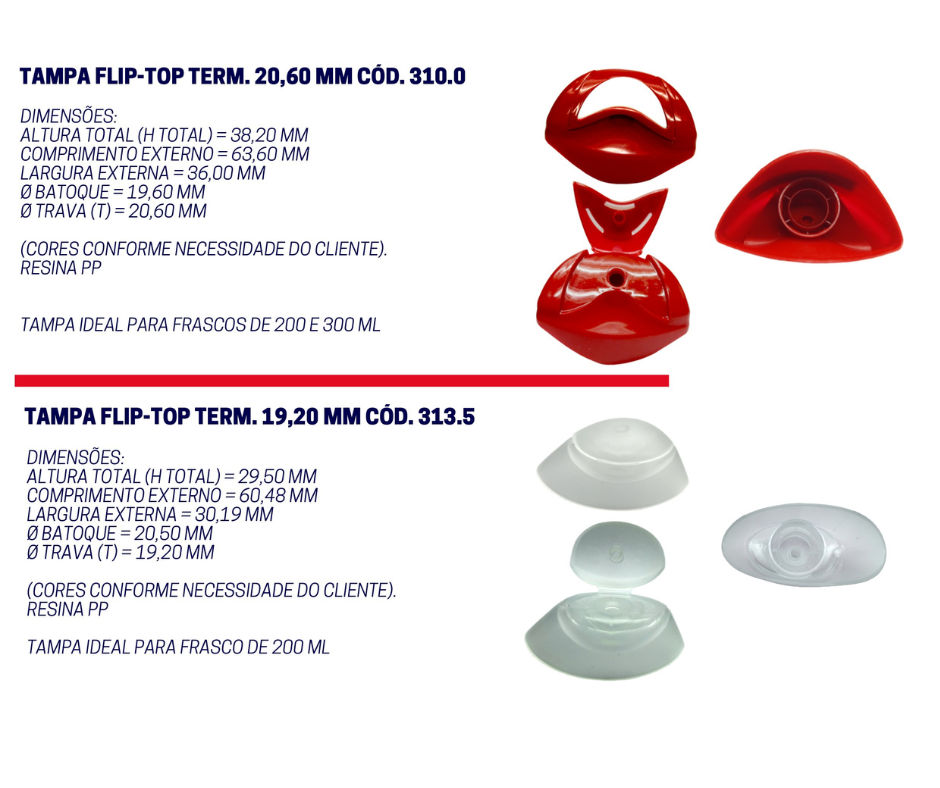 TAMPA FLIP-TOP TERM. 20,60 MM CÓD. 310.0
DIMENSÕES:
ALTURA TOTAL (H TOTAL) = 38,20 MM
COMPRIMENTO EXTERNO = 63,60 MM
LARGURA EXTERNA = 36,00 MM
Ø BATOQUE = 19,60 MM
Ø TRAVA (T) = 20,60 MM
(CORES CONFORME NECESSIDADE DO CLIENTE).
RESINA PP
TAMPA IDEAL PARA FRASCOS DE 200 E 300 ML
TAMPA FLIP-TOP TERM. 19,20 MM CÓD. 313.5
DIMENSÕES:
ALTURA TOTAL (H TOTAL) = 29,50 MM
COMPRIMENTO EXTERNO = 60,48 MM
LARGURA EXTERNA = 30,19 MM
Ø BATOQUE = 20,50 MM
Ø TRAVA (T) = 19,20 MM
(CORES CONFORME NECESSIDADE DO CLIENTE).
RESINA PP
TAMPA IDEAL PARA FRASCO DE 200 ML